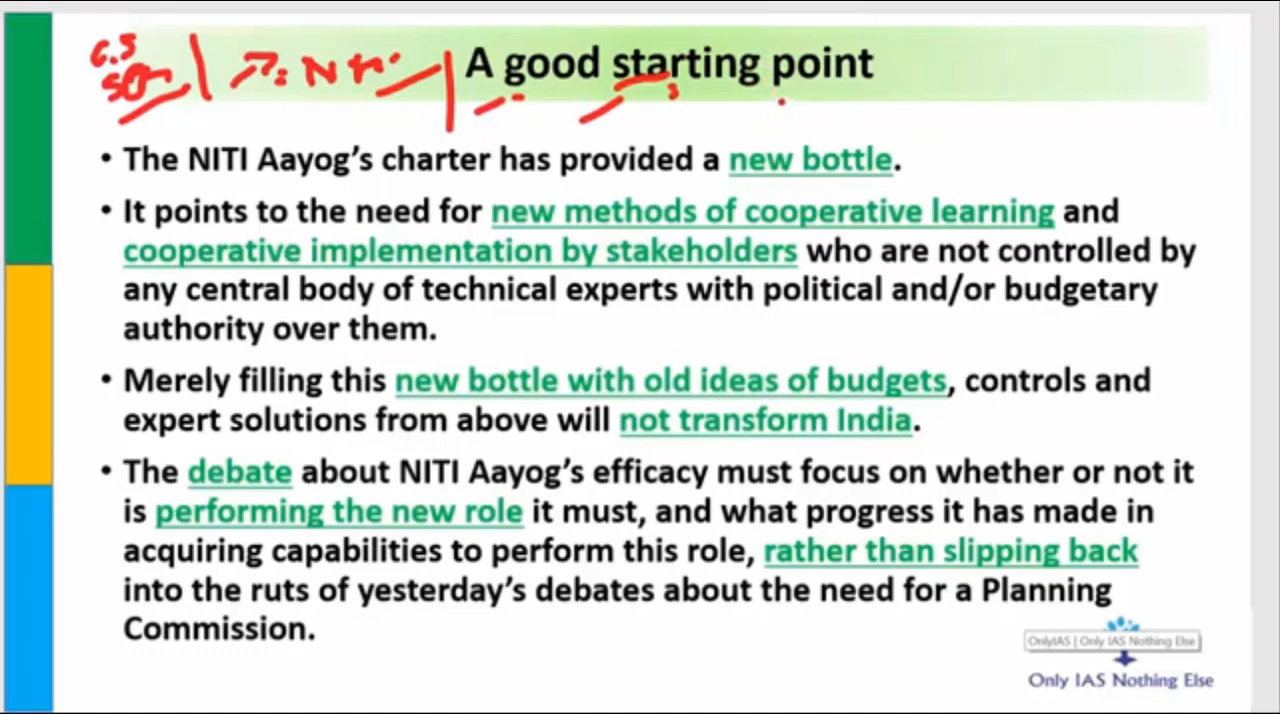 A good starting point
• The NITI Aayog's charter has provided a new bottle.
• It points to the need for new methods of cooperative learning and
cooperative implementation by stakeholders who are not controlled by
any central body of technical experts with political and/or budgetary
authority over them.
• Merely filling this new bottle with old ideas of budgets, controls and
expert solutions from above will not transform India.
• The debate about NITI Aayog's efficacy must focus on whether or not it
is performing the new role it must, and what progress it has made in
acquiring capabilities to perform this role, rather than slipping back
into the ruts of yesterday's debates about the need for a Planning
Commission.
OnlyIAS | Only IAS Nothing Else
Only IAS Nothing Else